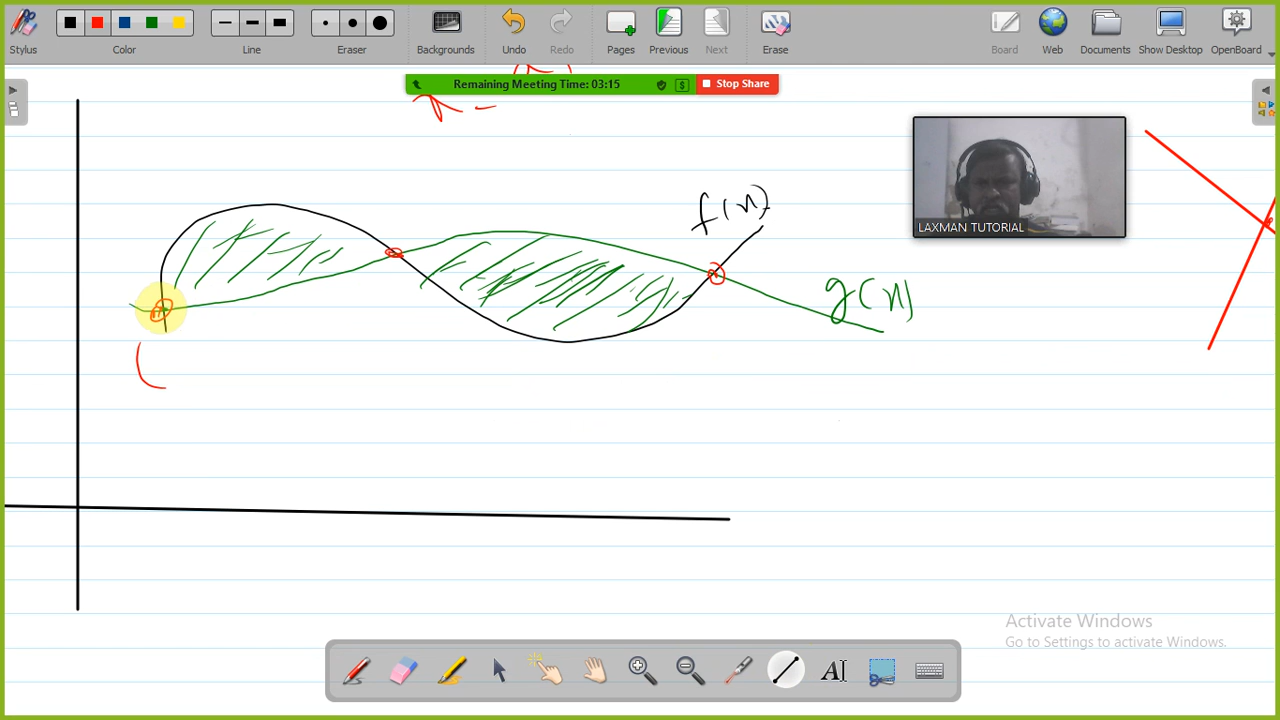 Stylus Color Line Eraser Backgrounds Undo Redo Pages Previous Next Erase Board Web Documents Show Desktop OpenBoard
Remaining Meeting Time: 03:15 Stop Share
f(x)
LAXMAN TUTORIAL
g(x)
Activate Windows
Go to Settings to activate Windows.